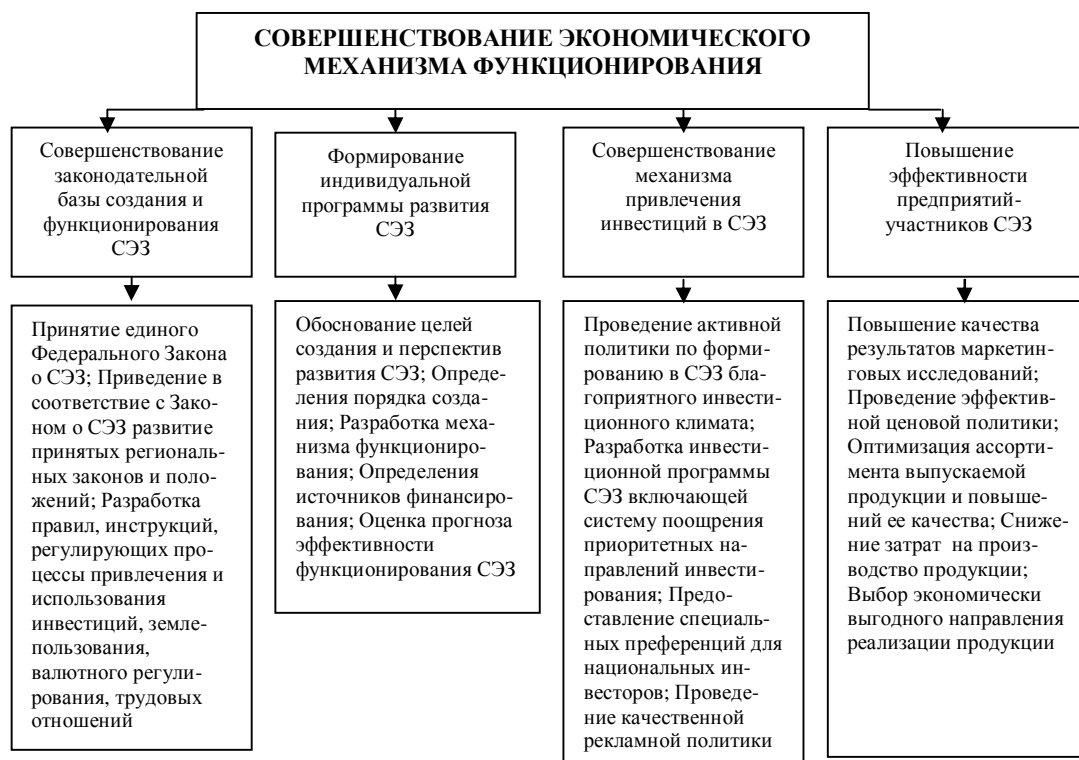 СОВЕРШЕНСТВОВАНИЕ ЭКОНОМИЧЕСКОГО
МЕХАНИЗМА ФУНКЦИОНИРОВАНИЯ
Совершенствование
законодательной
базы создания и
функционирования
СЭЗ
Формирование
индивидуальной
программы развития
СЭЗ
Совершенствование
механизма
привлечения
инвестиций в СЭЗ
Повышение
эффективности
предприятий-
участников СЭЗ
Принятие единого
Федерального Закона
о СЭЗ; Приведение в
соответствие с Зако-
ном о СЭЗ развитие
принятых региональ-
ных законов и поло-
жений; Разработка
правил, инструкций,
регулирующих про-
цессы привлечения и
использования
инвестиций, земле-
пользования,
валютного регули-
рования, трудовых
отношений
Обоснование целей
создания и перспектив
развития СЭЗ; Опреде-
ления порядка созда-
ния; Разработка меха-
низма функциониро-
вания; Определения
источников финансиро-
вания; Оценка прогноза
эффективности
функционирования СЭЗ
Проведение активной
политики по форми-
рованию в СЭЗ бла-
гоприятного инвести-
ционного климата;
Разработка инвести-
ционной программы
СЭЗ включающей
систему поощрения
приоритетных на-
правлений инвести-
рования; Предо-
ставление специаль-
ных преференций для
национальных ин-
весторов; Проведе-
ние качественной
рекламной политики
Повышение качества
результатов маркетин-
говых исследований;
Проведение эффектив-
ной ценовой политики;
Оптимизация ассорти-
мента выпускаемой
продукции и повыше-
ний ее качества; Сниже-
ние затрат на произ-
водство продукции;
Выбор экономически
выгодного направления
реализации продукции